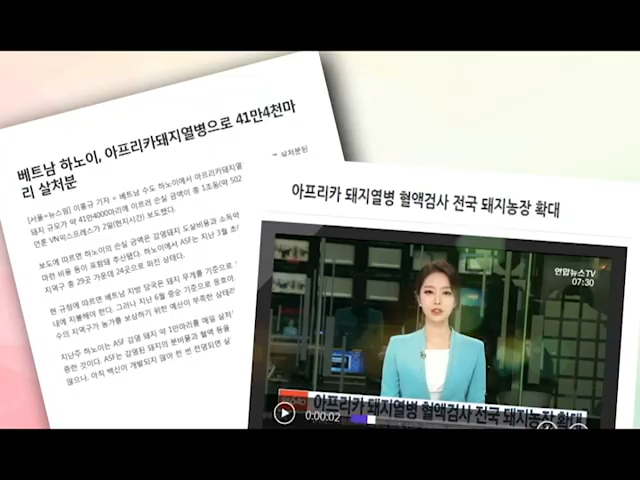 베트남 하노이, 아프리카돼지열병으로 41만4천마
리 살처분
[서울=뉴스핌] 이홍규 기자 = 베트남 수도 하노이에서 아프리카돼지열 살처분된
돼지 규모가 약 41만4000마리에 이르러 손실 금액이 총 1조동(약 502
언론 VN익스프레스가 2일(현지시간) 보도했다.
보도에 따르면 하노이의 손실 금액은 감염돼지 도살비용과 소독약
마련 비용 등이 포함돼 추산됐다. 하노이에서 ASF는 지난 3월 초
지역구 중 29곳 가운데 24곳으로 퍼진 상태다.
현 규정에 따르면 베트남 지방 당국은 돼지 무게를 기준으로
내에 지불해야 한다. 그러나 지난 6월 중순 기준으로 응호아,
수의 지역구가 농가를 보상하기 위한 예산이 부족한 상태라
지난주 하노이는 ASF 감염 돼지 약 1만마리를 매일 살처
중한 것이다. ASF는 감염된 돼지의 분비물과 혈액 등을
않으나, 아직 백신이 개발되지 않아 한 번 전염되면 살
아프리카 돼지열병 혈액검사 전국 돼지농장 확대
연합뉴스TV
07:30
아프리카 돼지열병 혈액검사 전국 돼지농장 확대
0:00:02